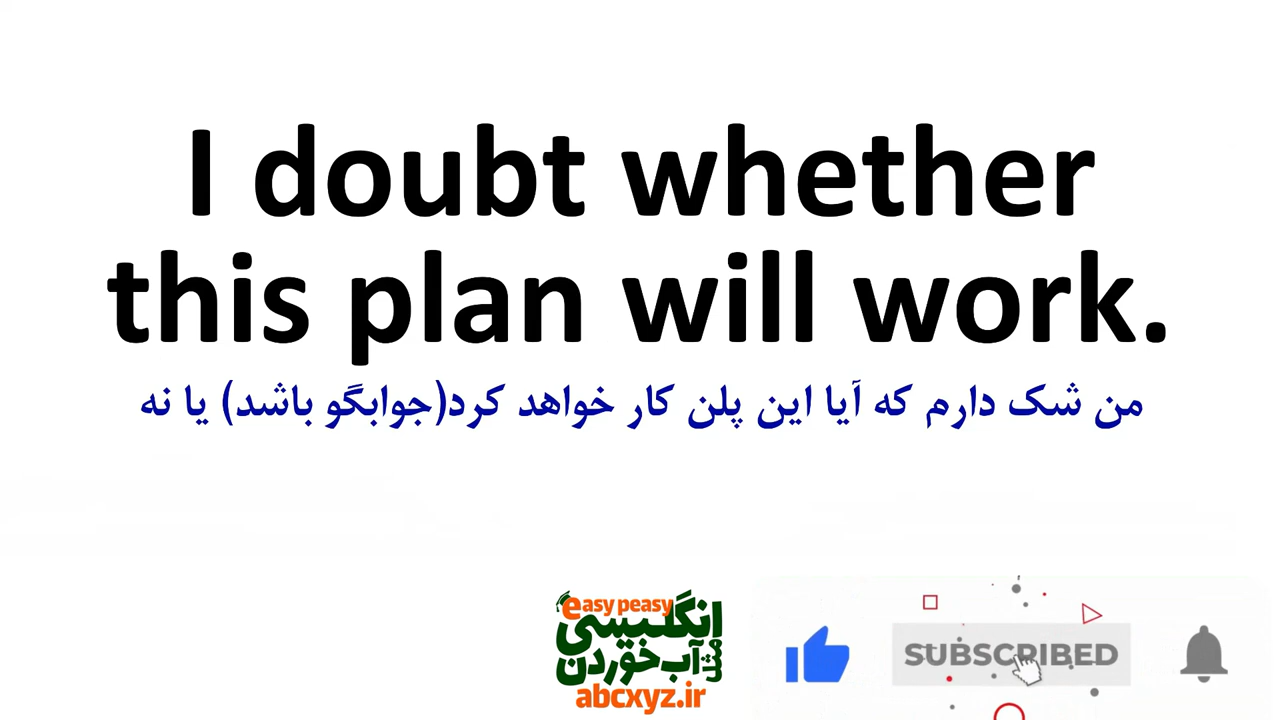 I doubt whether
this plan will work.
من شک دارم که آیا این پلن کار خواهد کرد(جوابگو باشد) یا نه
easy peasy
انگلیسی
مثل آب خوردن
abcxyz.ir
SUBSCRIBED